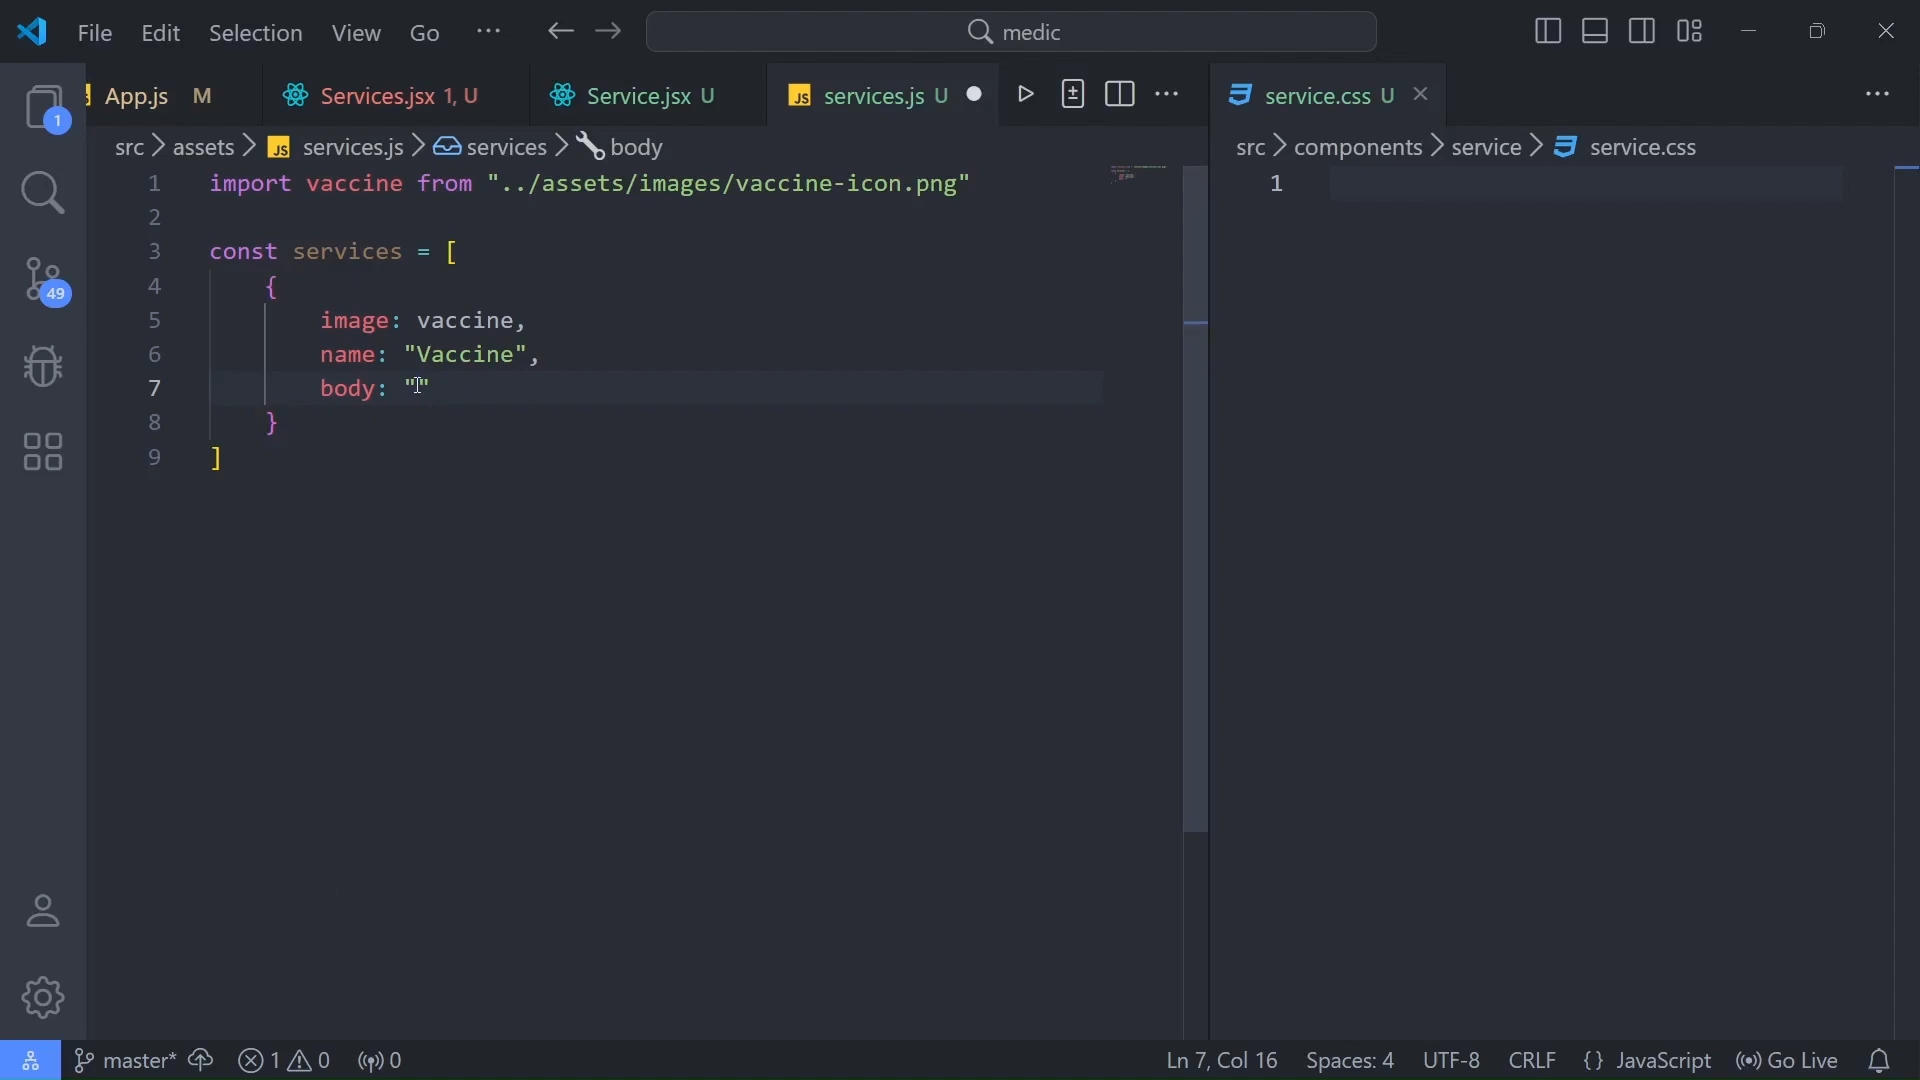 File Edit Selection View Go ··· medic
1
App.js M Services.jsx 1, U Service.jsx U JS services.js U
service.css U
src > assets > JS services.js > services > body
src > components > service > service.css
1 import vaccine from "../assets/images/vaccine-icon.png"
2
3 const services = [
4 {
5 image: vaccine,
6 name: "Vaccine",
7 body: ""
8 }
9 ]
1
49
master* 1 0 0 Ln 7, Col 16 Spaces: 4 UTF-8 CRLF {} JavaScript Go Live